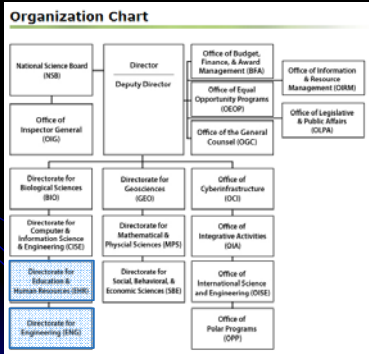 Organization Chart
National Science Board
(NSB)
Director
Deputy Director
Office of Budget,
Finance, & Award
Management (BFA)
Office of Information
& Resource
Management (OIRM)
Office of
Inspector General
(OIG)
Office of Equal
Opportunity Programs
(OEOP)
Office of Legislative
& Public Affairs
(OLPA)
Office of the General
Counsel (OGC)
Directorate for
Biological Sciences
(BIO)
Directorate for
Geosciences
(GEO)
Office of
Cyberinfrastructure
(OCI)
Directorate for
Computer &
Information Science
& Engineering (CISE)
Directorate for
Mathematical &
Physcial Sciences (MPS)
Office of
Integrative Activities
(OIA)
Directorate for
Education &
Human Resources (EHR)
Directorate for
Social, Behavioral, &
Economic Sciences (SBE)
Office of
International Science
and Engineering (OISE)
Directorate for
Engineering (ENG)
Office of
Polar Programs
(OPP)